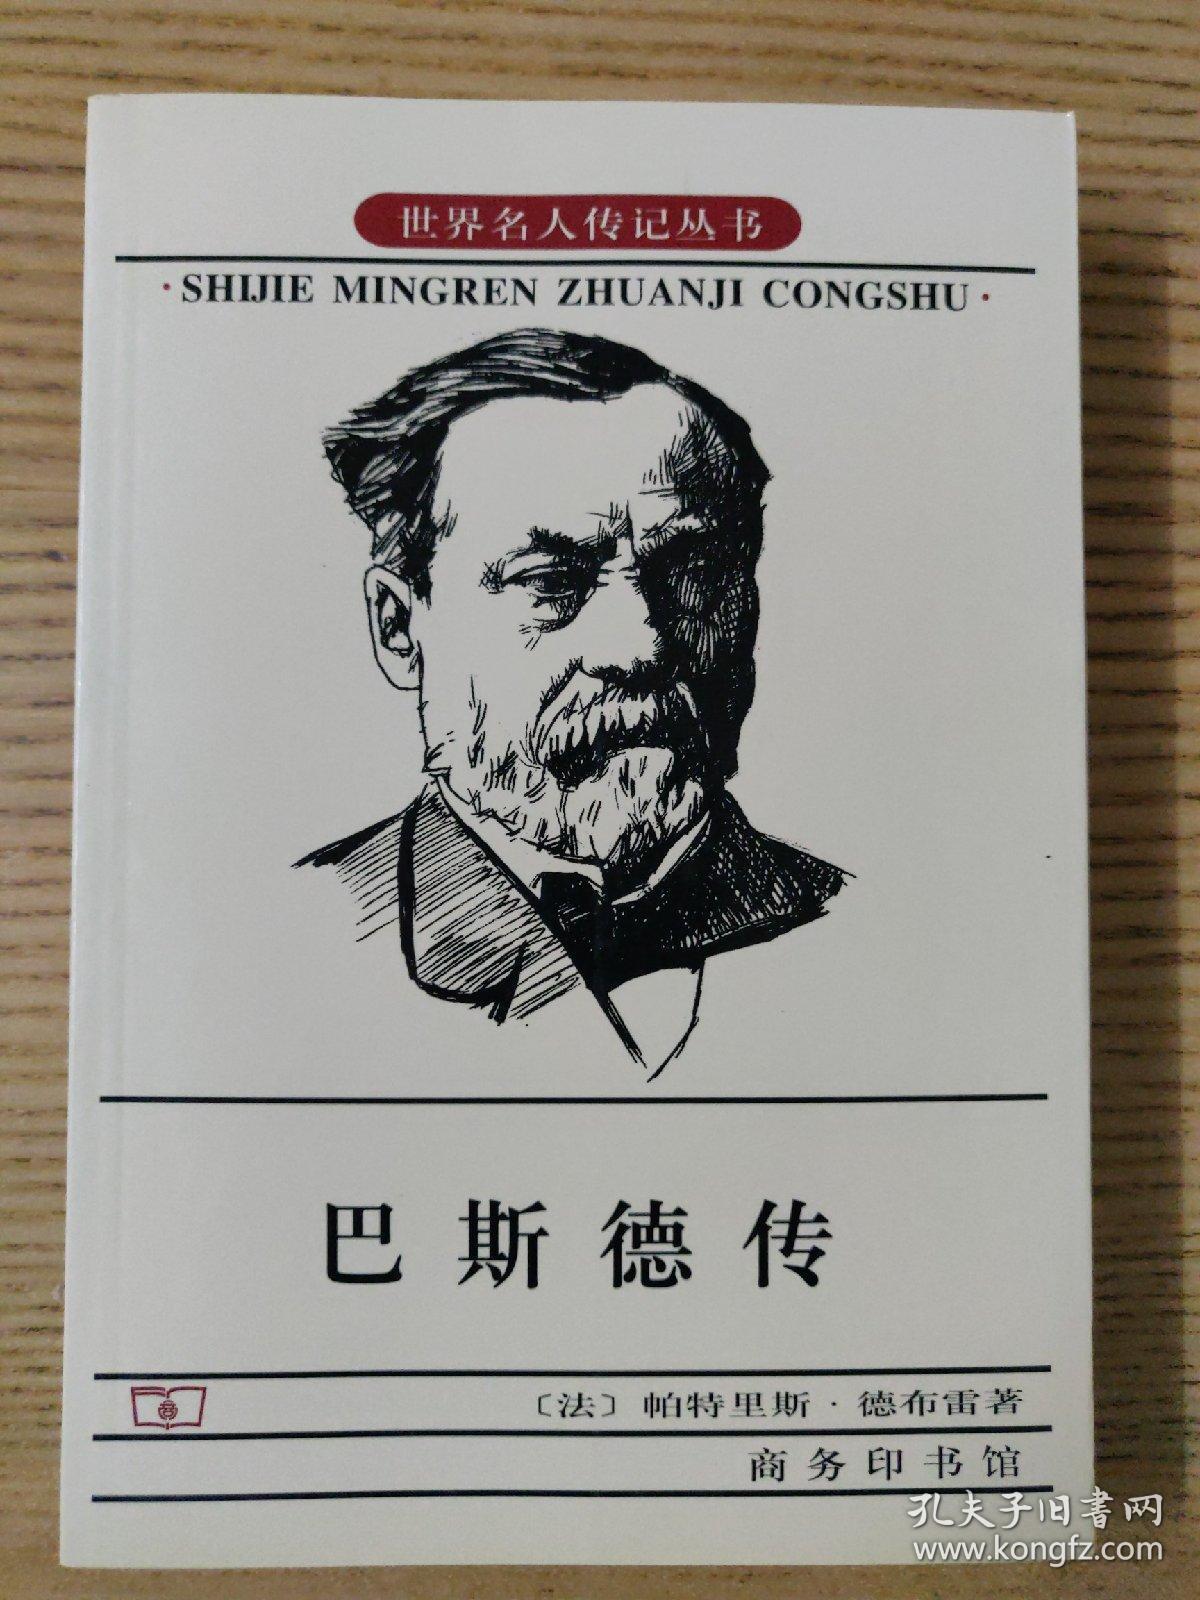 世界名人传记丛书
·SHIJIE MINGREN ZHUANJI CONGSHU·
巴斯德传
〔法〕帕特里斯·德布雷著
商务印书馆
孔夫子旧书网
www.kongfz.com